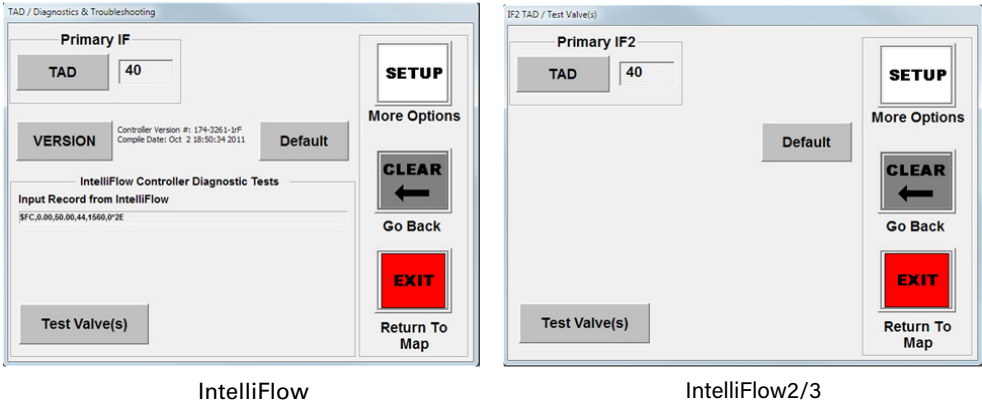 TAD / Diagnostics & Troubleshooting
Primary IF
TAD
40
SETUP
More Options
VERSION
Controller Version #: 174-3261-1rF
Compile Date: Oct 2 18:50:34 2011
Default
CLEAR
Go Back
IntelliFlow Controller Diagnostic Tests
Input Record from IntelliFlow
$FC,0.00,50.00,44,1560,0*2E
EXIT
Return To
Map
Test Valve(s)
IntelliFlow
IF2 TAD / Test Valve(s)
Primary IF2
TAD
40
SETUP
More Options
Default
CLEAR
Go Back
EXIT
Return To
Map
Test Valve(s)
IntelliFlow2/3